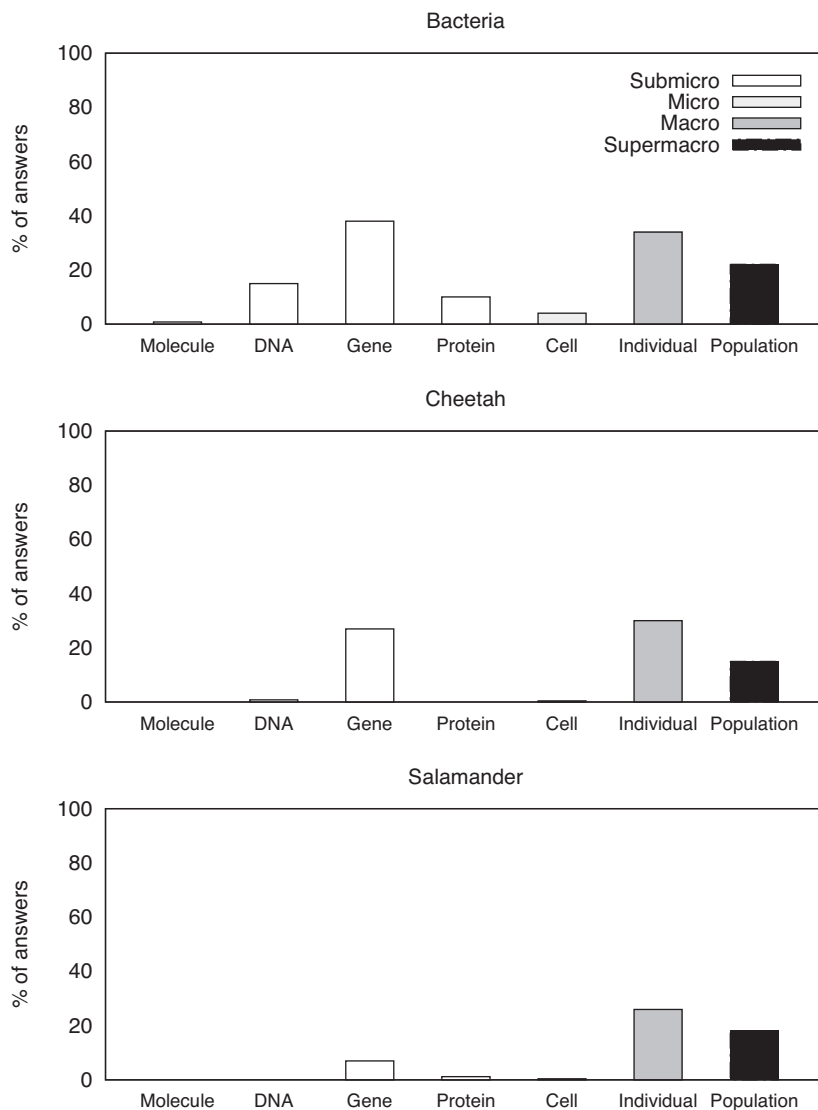 Bacteria
% of answers
100
80
60
40
20
0
Submicro
Micro
Macro
Supermacro
Molecule DNA Gene Protein Cell Individual Population
Cheetah
% of answers
100
80
60
40
20
0
Molecule DNA Gene Protein Cell Individual Population
Salamander
% of answers
100
80
60
40
20
0
Molecule DNA Gene Protein Cell Individual Population